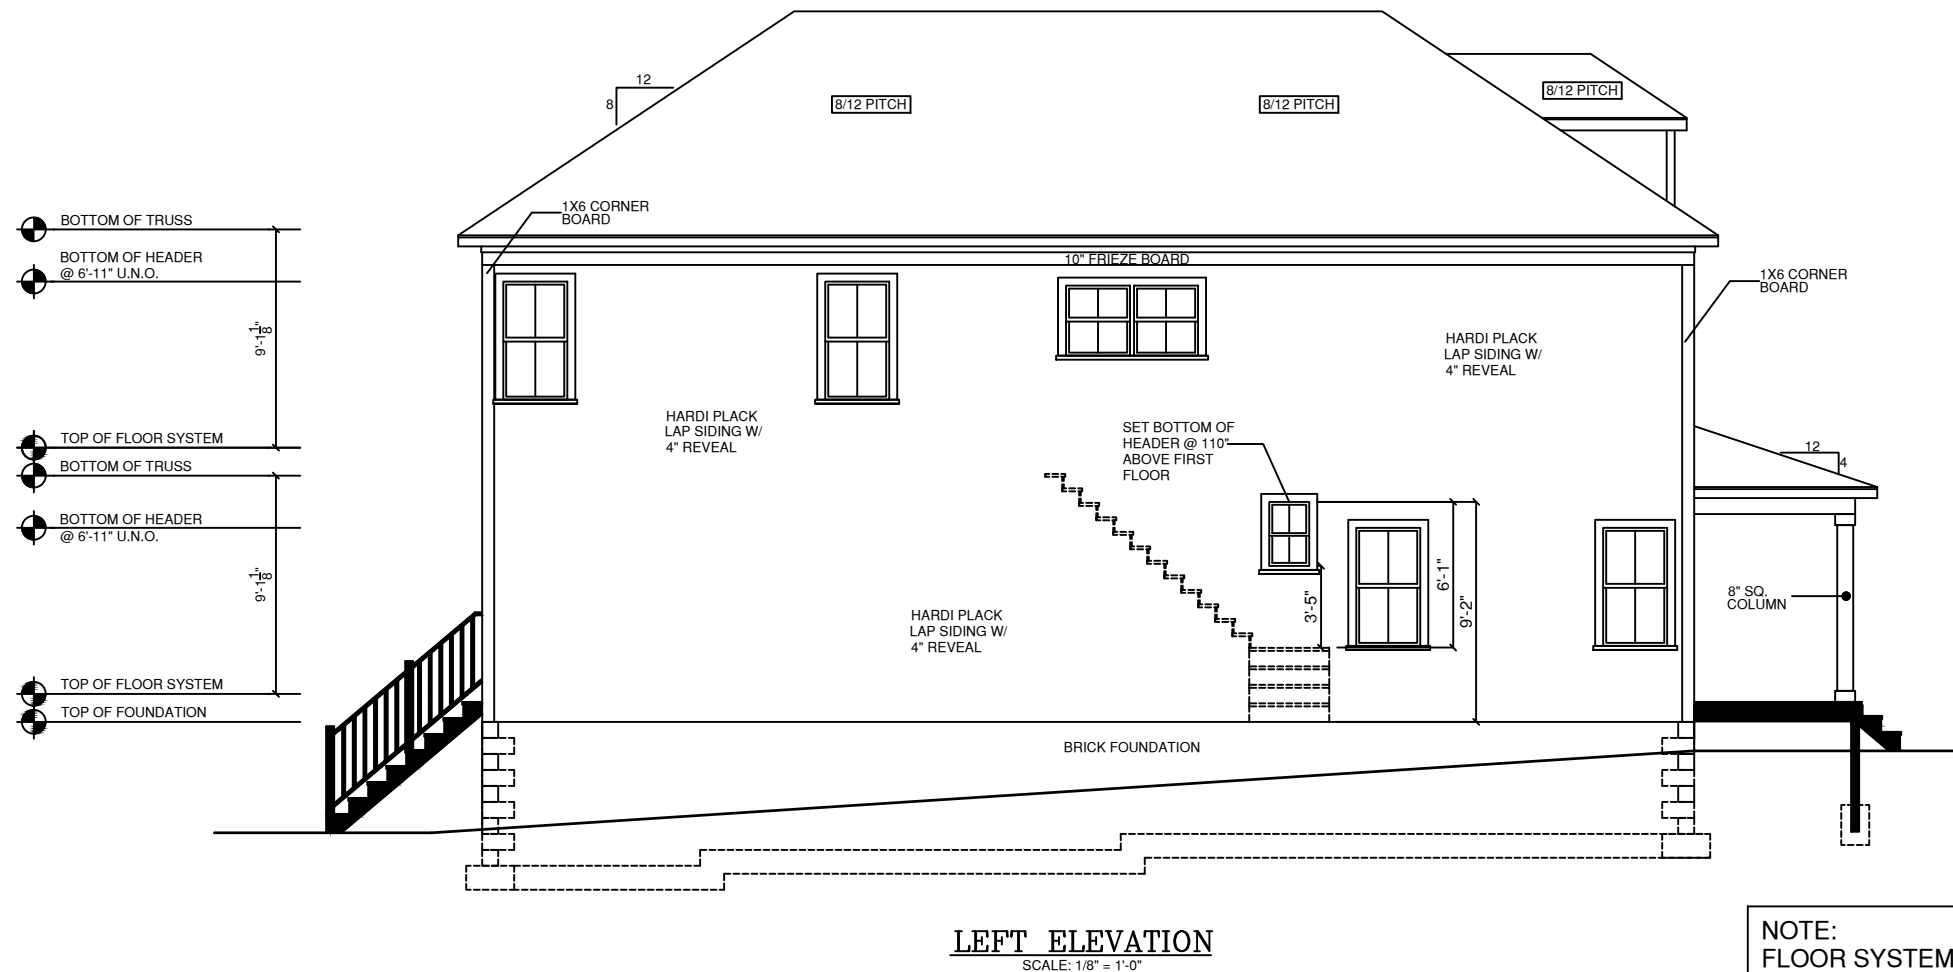 12
8
8/12 PITCH
8/12 PITCH
8/12 PITCH
BOTTOM OF TRUSS
BOTTOM OF HEADER
@ 6'-11" U.N.O.
9'-1 1/8"
TOP OF FLOOR SYSTEM
BOTTOM OF TRUSS
BOTTOM OF HEADER
@ 6'-11" U.N.O.
9'-1 1/8"
TOP OF FLOOR SYSTEM
TOP OF FOUNDATION
1X6 CORNER
BOARD
10" FRIEZE BOARD
1X6 CORNER
BOARD
HARDI PLACK
LAP SIDING W/
4" REVEAL
HARDI PLACK
LAP SIDING W/
4" REVEAL
SET BOTTOM OF
HEADER @ 110"
ABOVE FIRST
FLOOR
12
4
HARDI PLACK
LAP SIDING W/
4" REVEAL
3'-5"
6'-1"
9'-2"
8" SQ.
COLUMN
BRICK FOUNDATION
LEFT ELEVATION
SCALE: 1/8" = 1'-0"
NOTE:
FLOOR SYSTEM